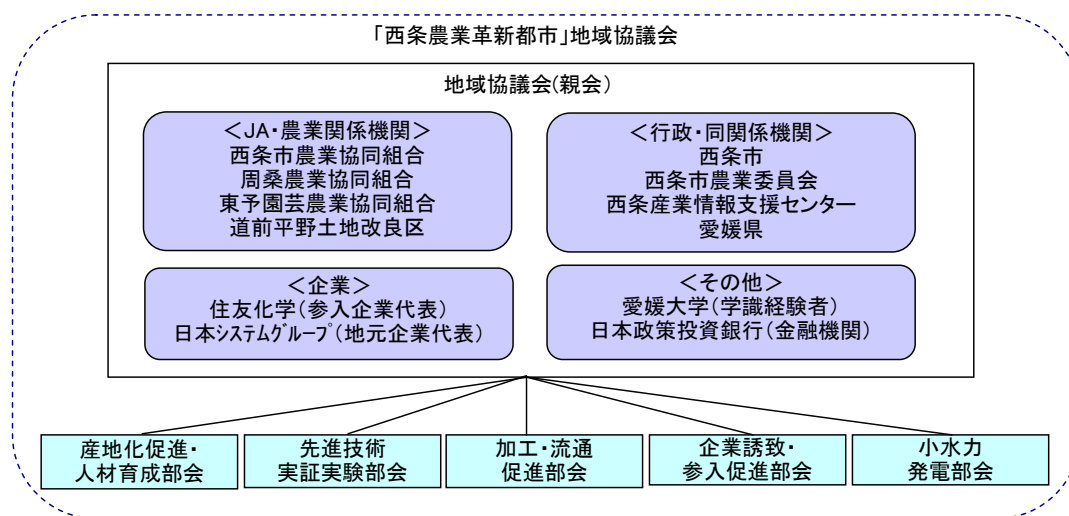 「西条農業革新都市」地域協議会
地域協議会(親会)
＜JA・農業関係機関＞
西条市農業協同組合
周桑農業協同組合
東予園芸農業協同組合
道前平野土地改良区
＜行政・同関係機関＞
西条市
西条市農業委員会
西条産業情報支援センター
愛媛県
＜企業＞
住友化学(参入企業代表)
日本ｼｽﾃﾑｸﾞﾙｰﾌﾟ(地元企業代表)
＜その他＞
愛媛大学(学識経験者)
日本政策投資銀行(金融機関)
産地化促進・
人材育成部会
先進技術
実証実験部会
加工・流通
促進部会
企業誘致・
参入促進部会
小水力
発電部会